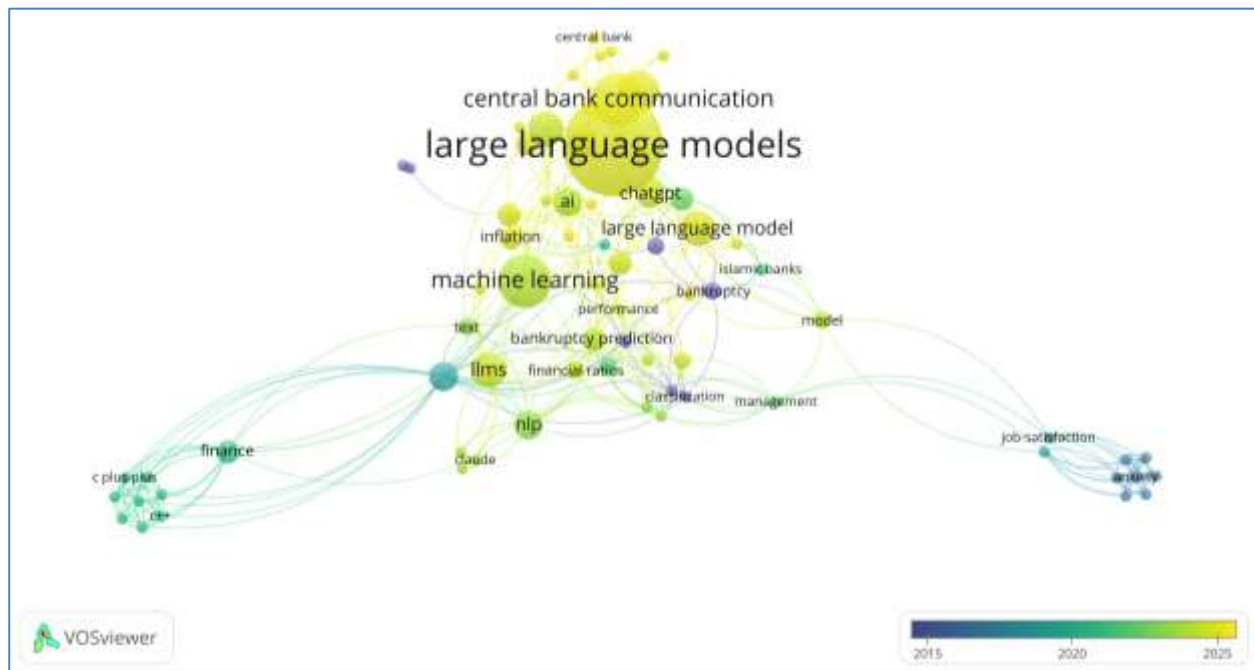 central bank
central bank communication
large language models
ai
chatgpt
inflation
large language model
islamic banks
machine learning
bankruptcy
performance
model
text
bankruptcy prediction
llms
financial ratios
classification
management
nlp
job satisfaction
finance
claude
c plus plus
anxiety
c++
VOSviewer
2015
2020
2025